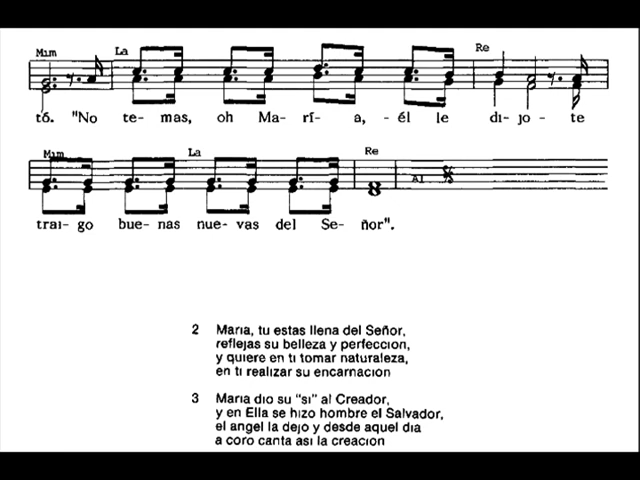 Mim La Re
tó. "No te- mas, oh Ma- rí- a, - él le di- jo - te
Mim La Re
Al
traigo bue- nas nue- vas del Se- ñor".
2 Maria, tu estas llena del Señor,
reflejas su belleza y perfeccion,
y quiere en ti tomar naturaleza,
en ti realizar su encarnacion
3 Maria dio su "si" al Creador,
y en Ella se hizo hombre el Salvador,
el angel la dejo y desde aquel dia
a coro canta asi la creacion